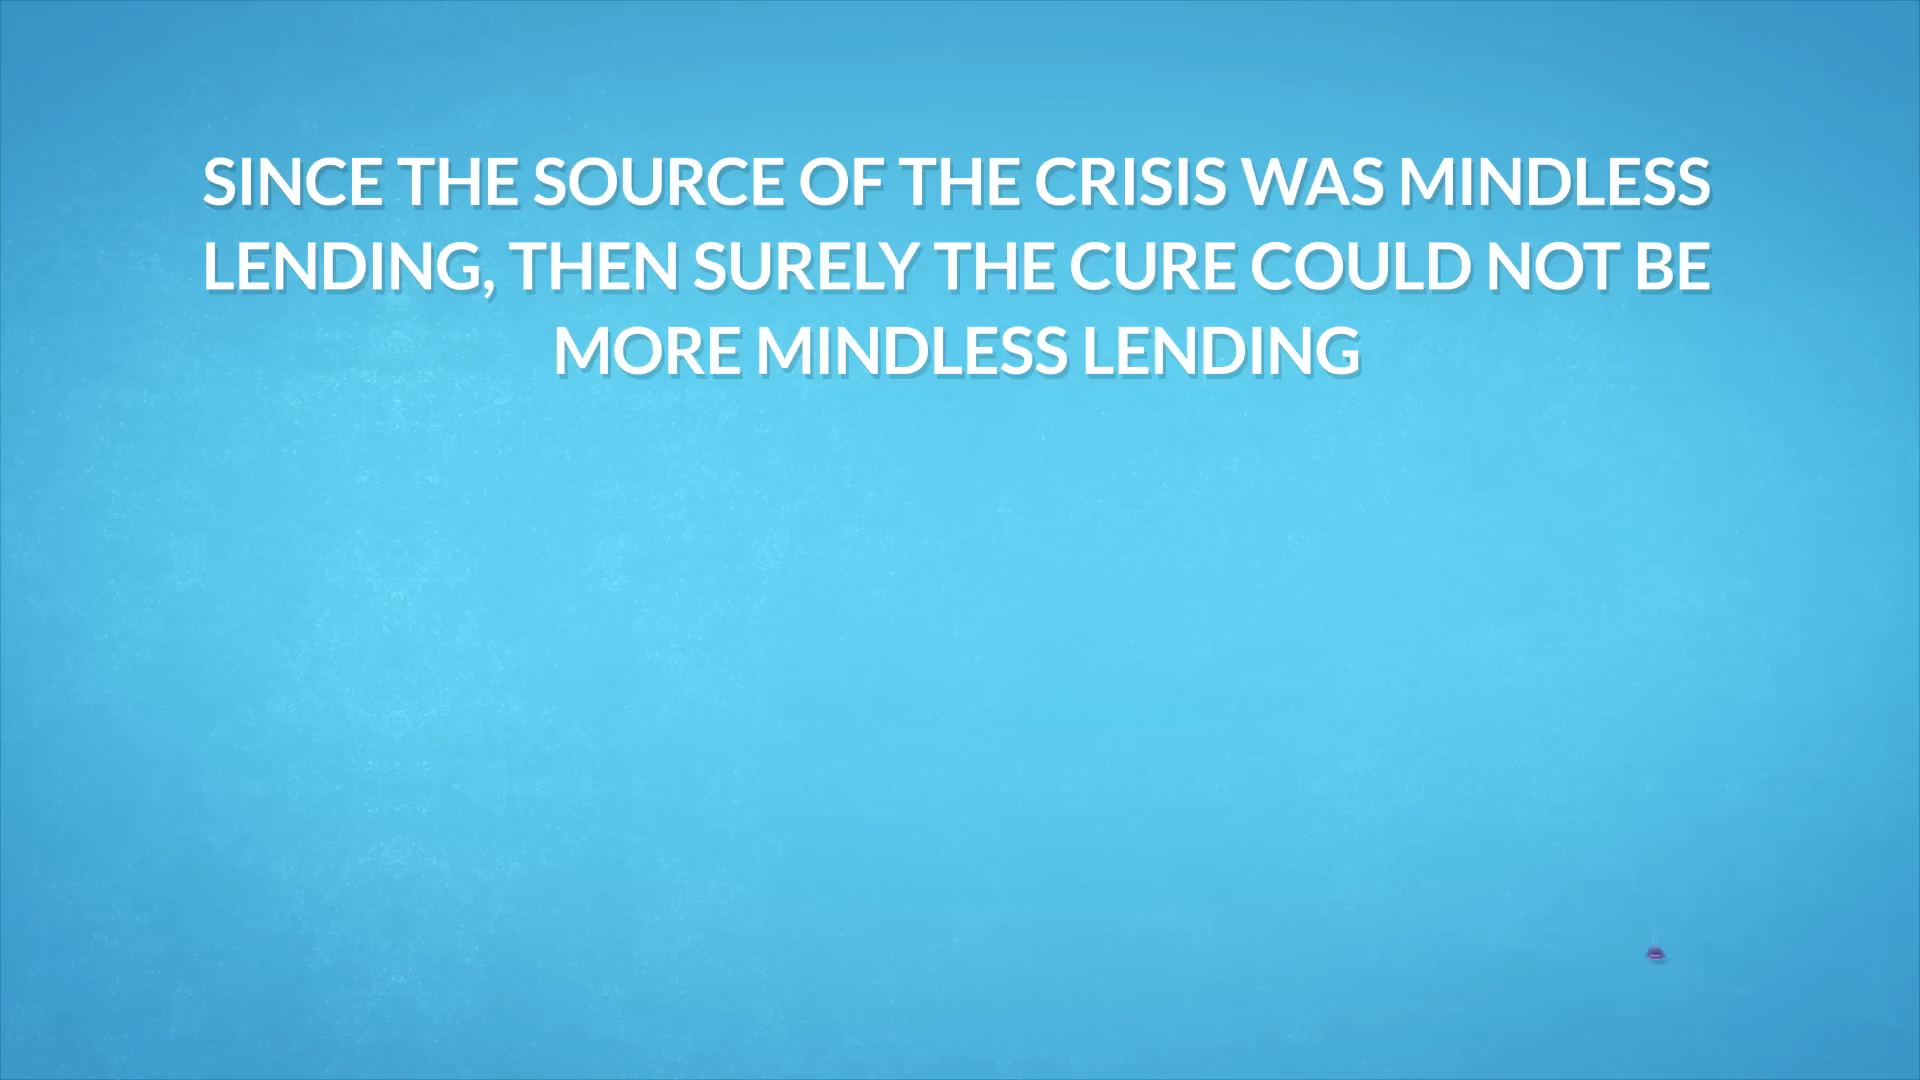 SINCE THE SOURCE OF THE CRISIS WAS MINDLESS
LENDING, THEN SURELY THE CURE COULD NOT BE
MORE MINDLESS LENDING